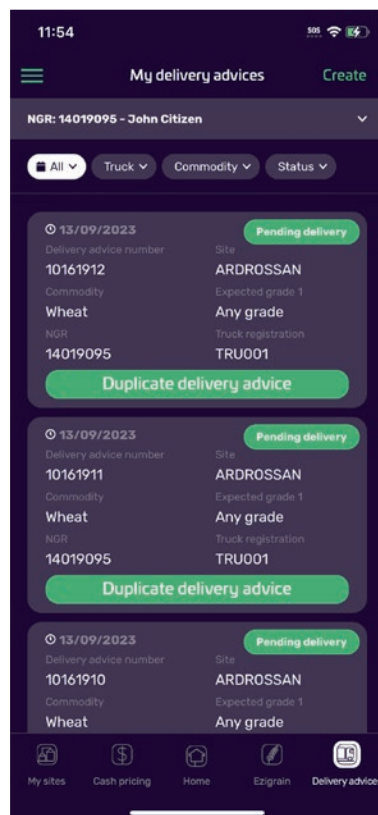 11:54 SOS
My delivery advices Create
NGR: 14019095 - John Citizen
All Truck Commodity Status
13/09/2023 Pending delivery
Delivery advice number Site
10161912 ARDROSSAN
Commodity Expected grade 1
Wheat Any grade
NGR Truck registration
14019095 TRU001
Duplicate delivery advice
13/09/2023 Pending delivery
Delivery advice number Site
10161911 ARDROSSAN
Commodity Expected grade 1
Wheat Any grade
NGR Truck registration
14019095 TRU001
Duplicate delivery advice
13/09/2023 Pending delivery
Delivery advice number Site
10161910 ARDROSSAN
Commodity Expected grade 1
Wheat Any grade
My sites Cash pricing Home Ezigrain Delivery advice